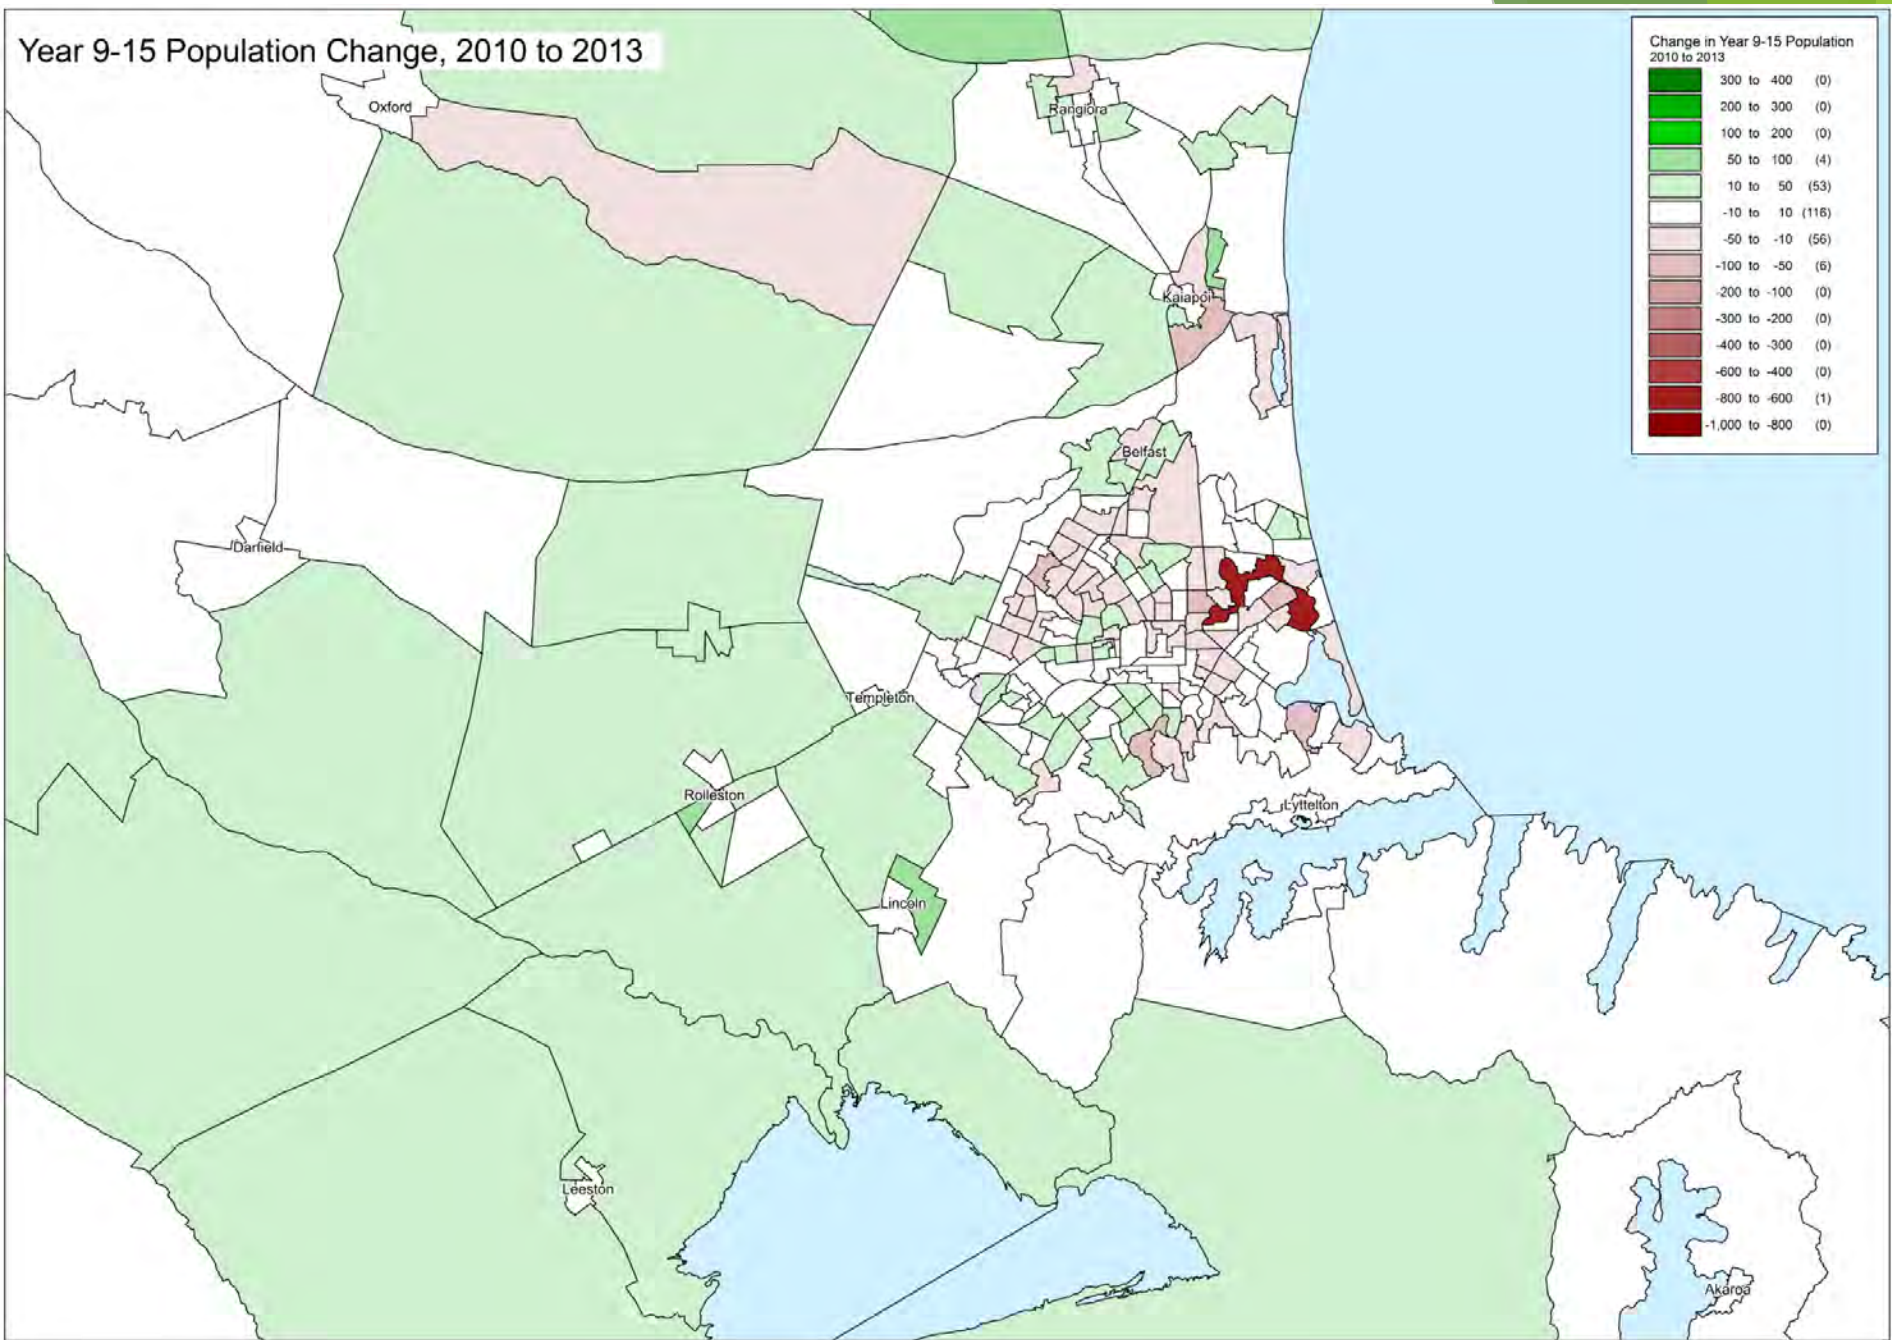 Year 9-15 Population Change, 2010 to 2013
Change in Year 9-15 Population
2010 to 2013
300 to 400 (0)
200 to 300 (0)
100 to 200 (0)
50 to 100 (4)
10 to 50 (53)
-10 to 10 (116)
-50 to -10 (56)
-100 to -50 (6)
-200 to -100 (0)
-300 to -200 (0)
-400 to -300 (0)
-600 to -400 (0)
-800 to -600 (1)
-1,000 to -800 (0)
Oxford
Rangiora
Kaiapoi
Belfast
Darfield
Templeton
Rolleston
Lyttelton
Lincoln
Leeston
Akaroa